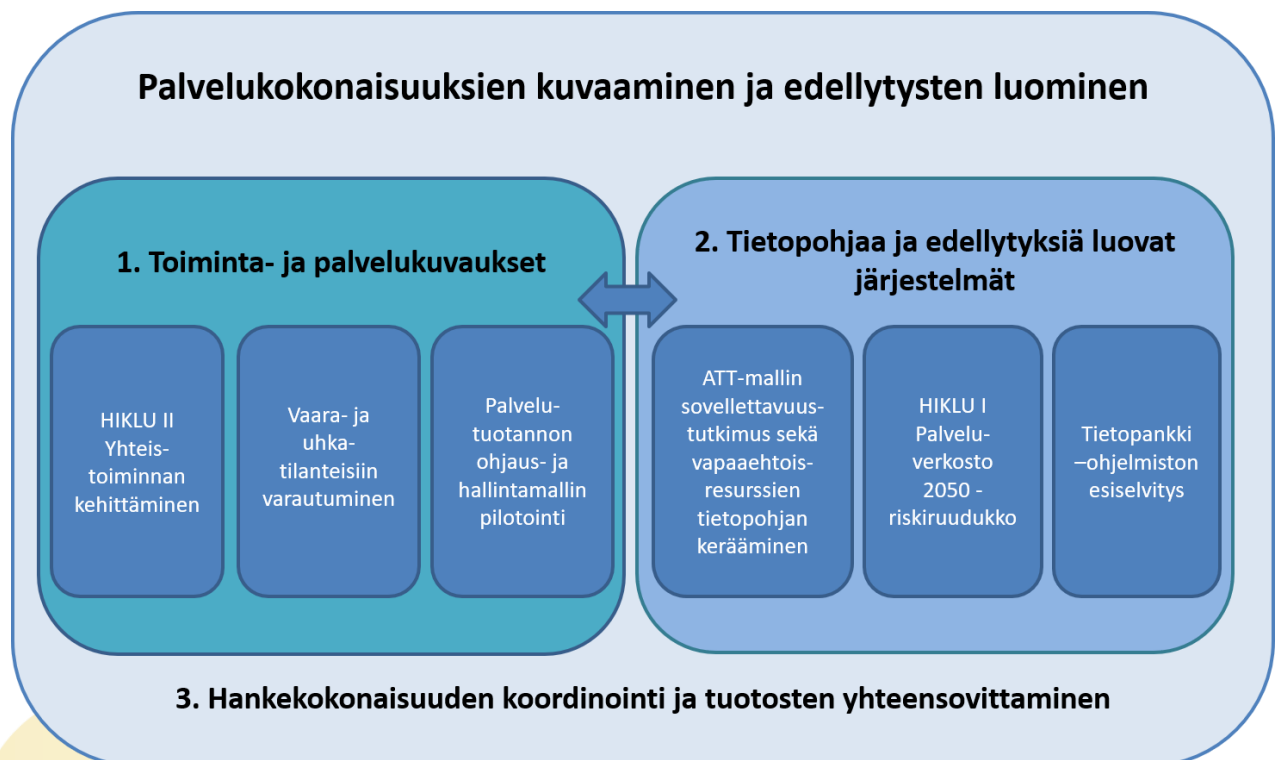 Palvelukokonaisuuksien kuvaaminen ja edellytysten luominen
1. Toiminta- ja palvelukuvaukset
HIKLU II
Yhteis-
toiminnan
kehittäminen
Vaara- ja
uhka-
tilanteisiin
varautuminen
Palvelu-
tuotannon
ohjaus- ja
hallintamallin
pilotointi
2. Tietopohjaa ja edellytyksiä luovat
järjestelmät
ATT-mallin
sovellettavuus-
tutkimus sekä
vapaaehtois-
resurssien
tietopohjan
kerääminen
HIKLU I
Palvelu-
verkosto
2050 -
riskiruudukko
Tietopankki
–ohjelmiston
esiselvitys
3. Hankekokonaisuuden koordinointi ja tuotosten yhteensovittaminen